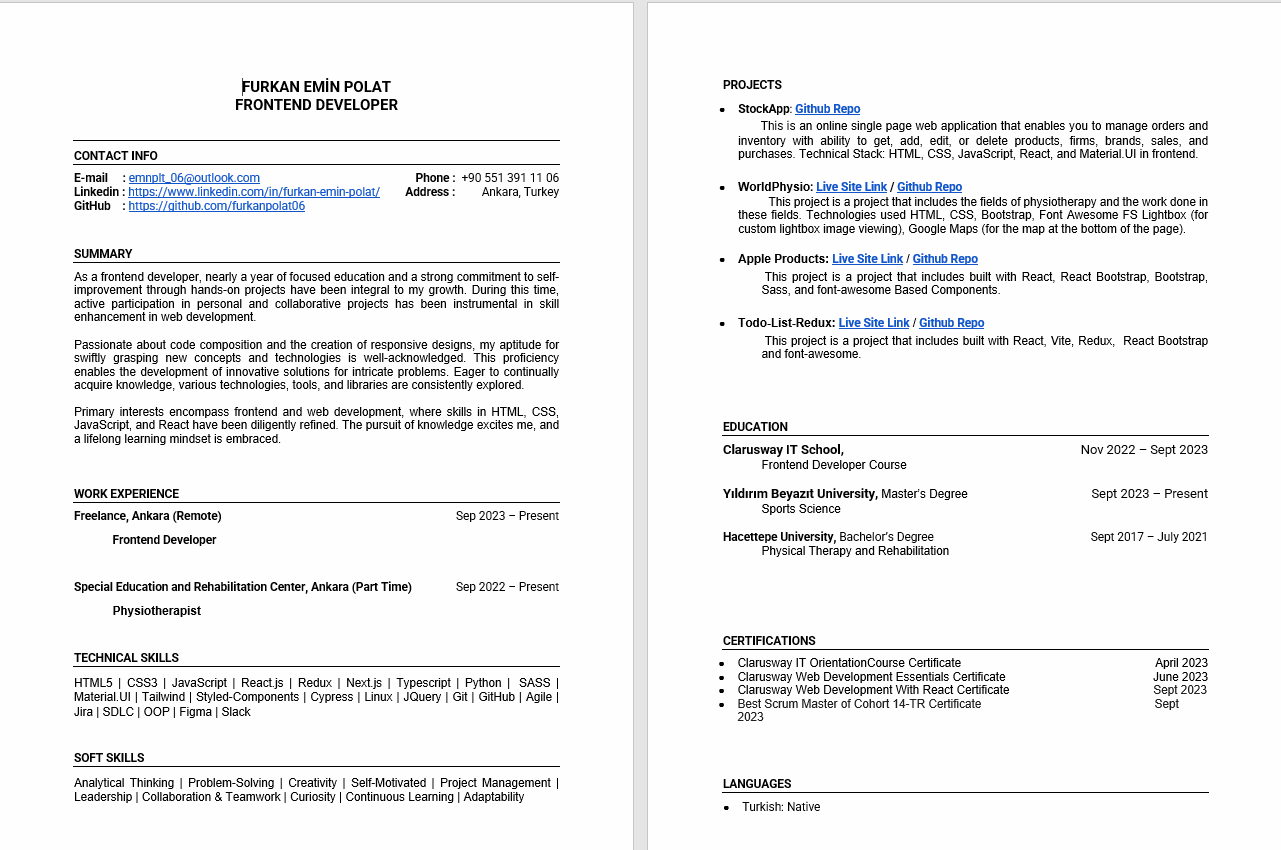 FURKAN EMİN POLAT
FRONTEND DEVELOPER
CONTACT INFO
E-mail : emnplt_06@outlook.com Phone : +90 551 391 11 06
Linkedin : https://www.linkedin.com/in/furkan-emin-polat/ Address : Ankara, Turkey
GitHub : https://github.com/furkanpolat06
SUMMARY
As a frontend developer, nearly a year of focused education and a strong commitment to self-
improvement through hands-on projects have been integral to my growth. During this time,
active participation in personal and collaborative projects has been instrumental in skill
enhancement in web development.
Passionate about code composition and the creation of responsive designs, my aptitude for
swiftly grasping new concepts and technologies is well-acknowledged. This proficiency
enables the development of innovative solutions for intricate problems. Eager to continually
acquire knowledge, various technologies, tools, and libraries are consistently explored.
Primary interests encompass frontend and web development, where skills in HTML, CSS,
JavaScript, and React have been diligently refined. The pursuit of knowledge excites me, and
a lifelong learning mindset is embraced.
WORK EXPERIENCE
Freelance, Ankara (Remote) Sep 2023 – Present
Frontend Developer
Special Education and Rehabilitation Center, Ankara (Part Time) Sep 2022 – Present
Physiotherapist
TECHNICAL SKILLS
HTML5 | CSS3 | JavaScript | React.js | Redux | Next.js | Typescript | Python | SASS |
Material.UI | Tailwind | Styled-Components | Cypress | Linux | JQuery | Git | GitHub | Agile |
Jira | SDLC | OOP | Figma | Slack
SOFT SKILLS
Analytical Thinking | Problem-Solving | Creativity | Self-Motivated | Project Management |
Leadership | Collaboration & Teamwork | Curiosity | Continuous Learning | Adaptability
PROJECTS
• StockApp: Github Repo
This is an online single page web application that enables you to manage orders and
inventory with ability to get, add, edit, or delete products, firms, brands, sales, and
purchases. Technical Stack: HTML, CSS, JavaScript, React, and Material.UI in frontend.
• WorldPhysio: Live Site Link / Github Repo
This project is a project that includes the fields of physiotherapy and the work done in
these fields. Technologies used HTML, CSS, Bootstrap, Font Awesome FS Lightbox (for
custom lightbox image viewing), Google Maps (for the map at the bottom of the page).
• Apple Products: Live Site Link / Github Repo
This project is a project that includes built with React, React Bootstrap, Bootstrap,
Sass, and font-awesome Based Components.
• Todo-List-Redux: Live Site Link / Github Repo
This project is a project that includes built with React, Vite, Redux, React Bootstrap
and font-awesome.
EDUCATION
Clarusway IT School, Nov 2022 – Sept 2023
Frontend Developer Course
Yıldırım Beyazıt University, Master's Degree Sept 2023 – Present
Sports Science
Hacettepe University, Bachelor's Degree Sept 2017 – July 2021
Physical Therapy and Rehabilitation
CERTIFICATIONS
• Clarusway IT OrientationCourse Certificate April 2023
• Clarusway Web Development Essentials Certificate June 2023
• Clarusway Web Development With React Certificate Sept 2023
• Best Scrum Master of Cohort 14-TR Certificate Sept
2023
LANGUAGES
• Turkish: Native